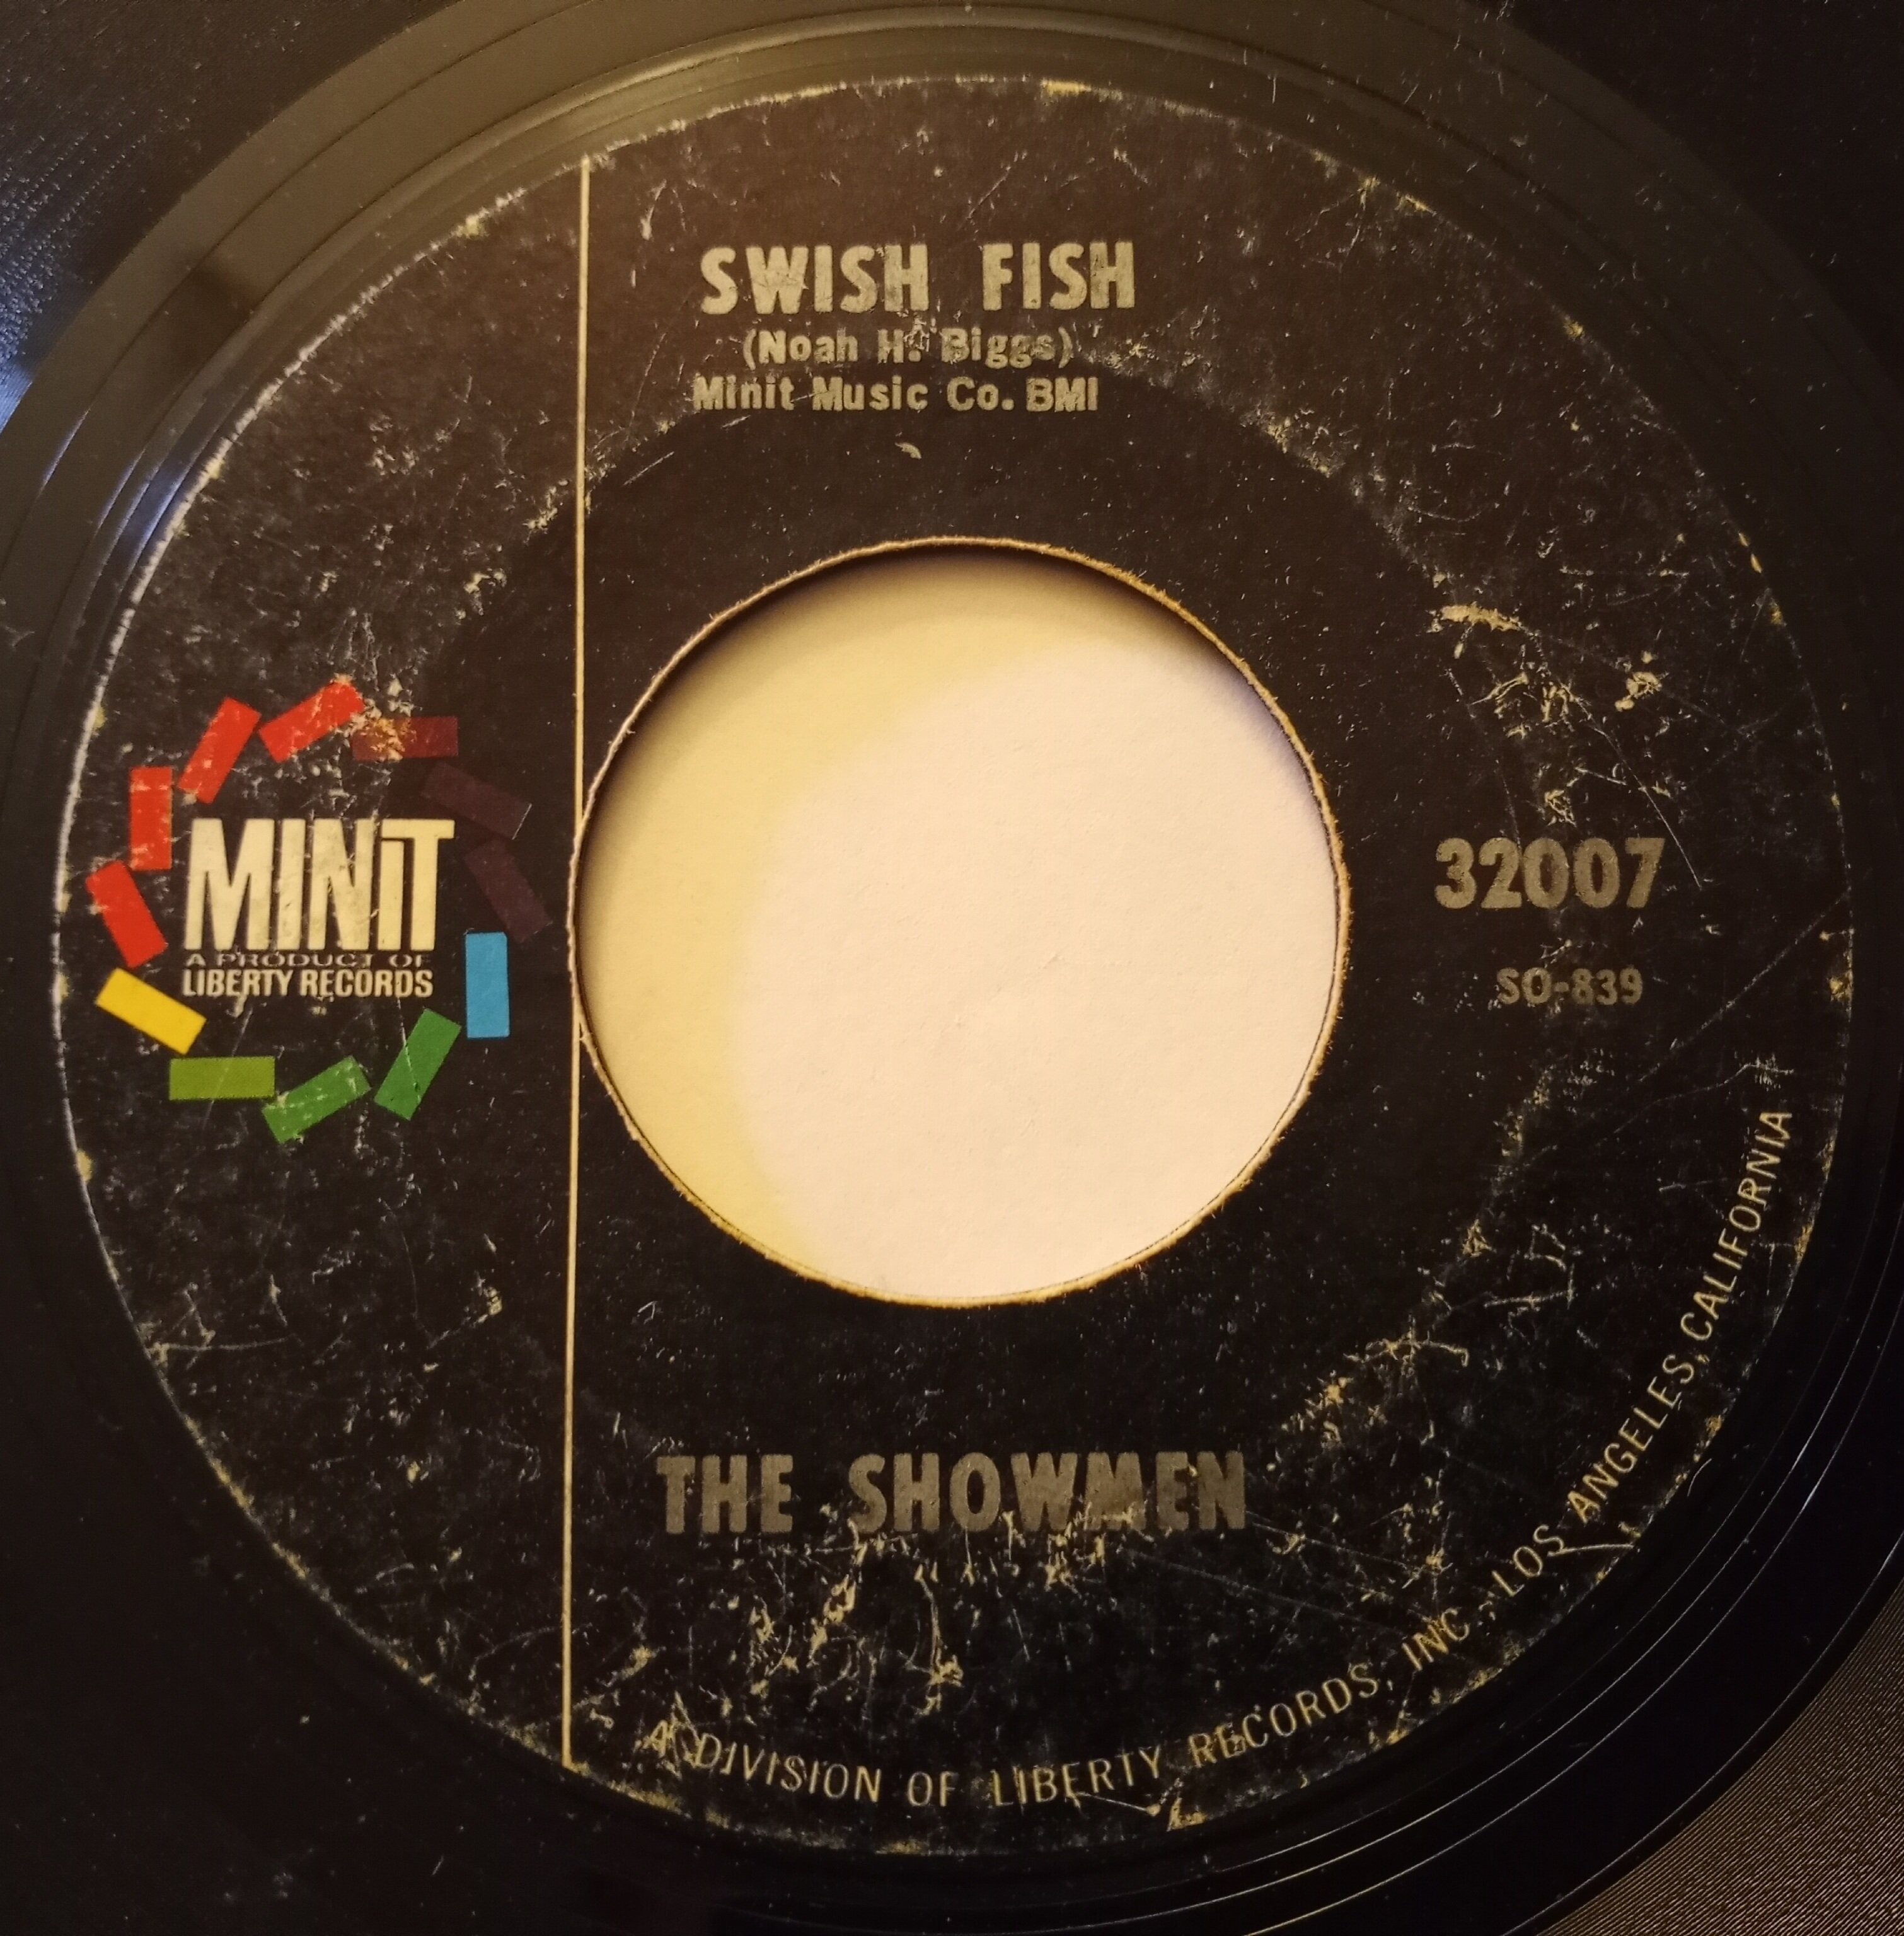 SWISH FISH
(Noah H. Biggs)
Minit Music Co. BMI
MINIT
A PRODUCT OF
LIBERTY RECORDS
32007
SO-839
THE SHOWMEN
A DIVISION OF LIBERTY RECORDS, INC., LOS ANGELES, CALIFORNIA